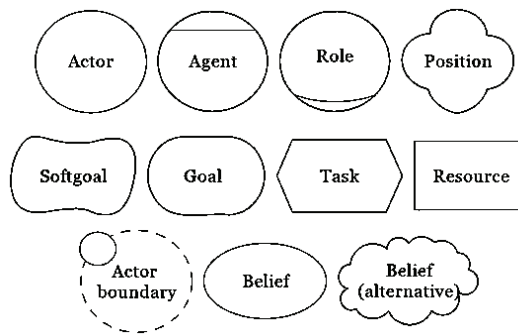 Actor
Agent
Role
Position
Softgoal
Goal
Task
Resource
Actor
boundary
Belief
Belief
(alternative)